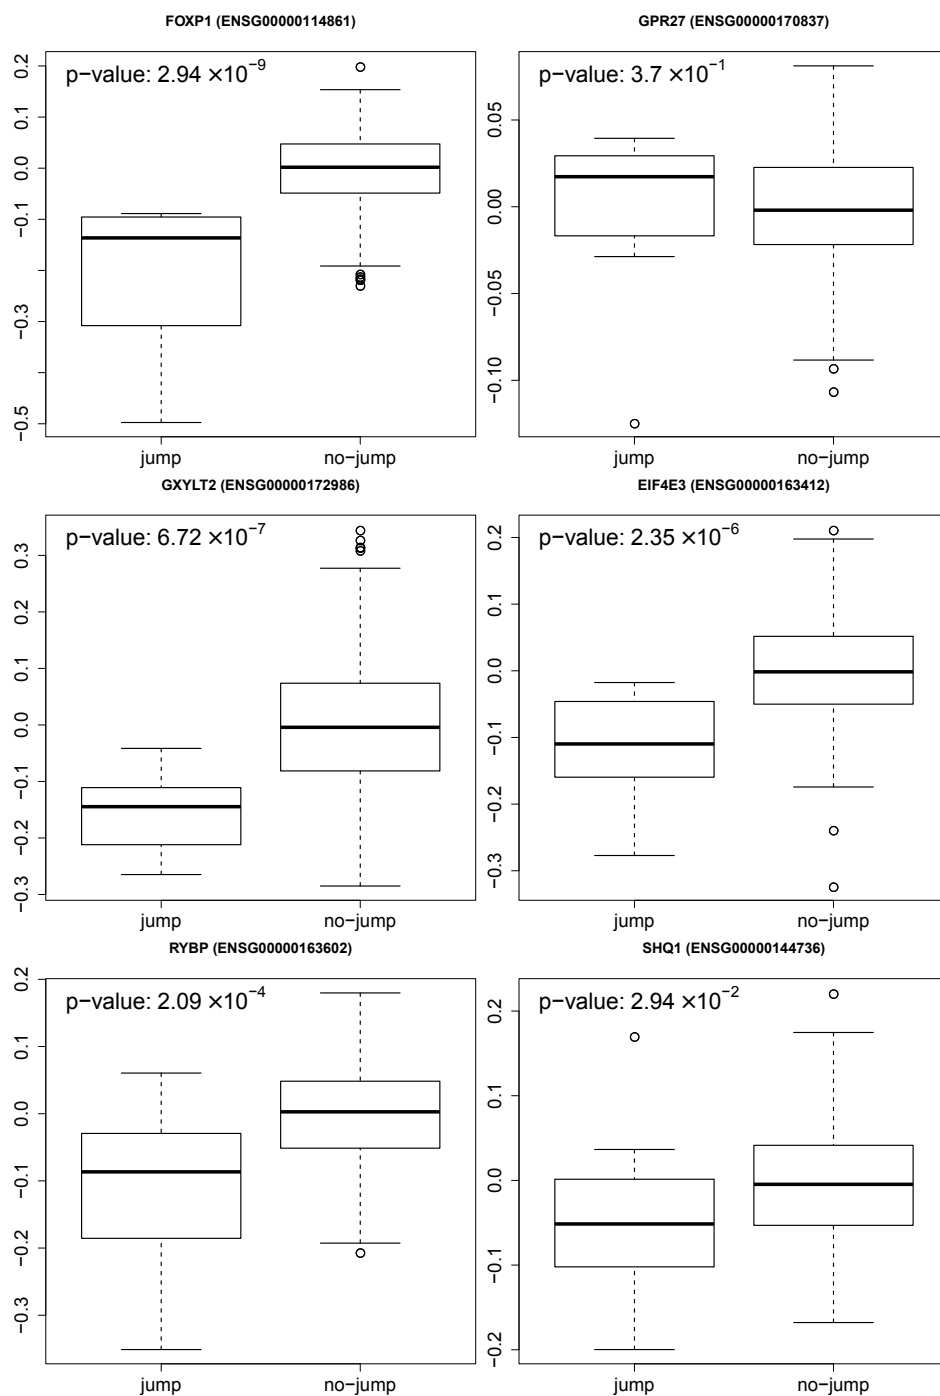 FOXP1 (ENSG00000114861)
p−value: 2.94 ×10−9
0.2
0.1
0.0
−0.1
−0.3
−0.5
jump
no−jump
GPR27 (ENSG00000170837)
p−value: 3.7 ×10−1
0.05
0.00
−0.05
−0.10
jump
no−jump
GXYLT2 (ENSG00000172986)
p−value: 6.72 ×10−7
0.3
0.2
0.1
0.0
−0.1
−0.2
−0.3
jump
no−jump
EIF4E3 (ENSG00000163412)
p−value: 2.35 ×10−6
0.2
0.1
0.0
−0.1
−0.2
−0.3
jump
no−jump
RYBP (ENSG00000163602)
p−value: 2.09 ×10−4
0.2
0.1
0.0
−0.1
−0.2
−0.3
jump
no−jump
SHQ1 (ENSG00000144736)
p−value: 2.94 ×10−2
0.2
0.1
0.0
−0.1
−0.2
jump
no−jump